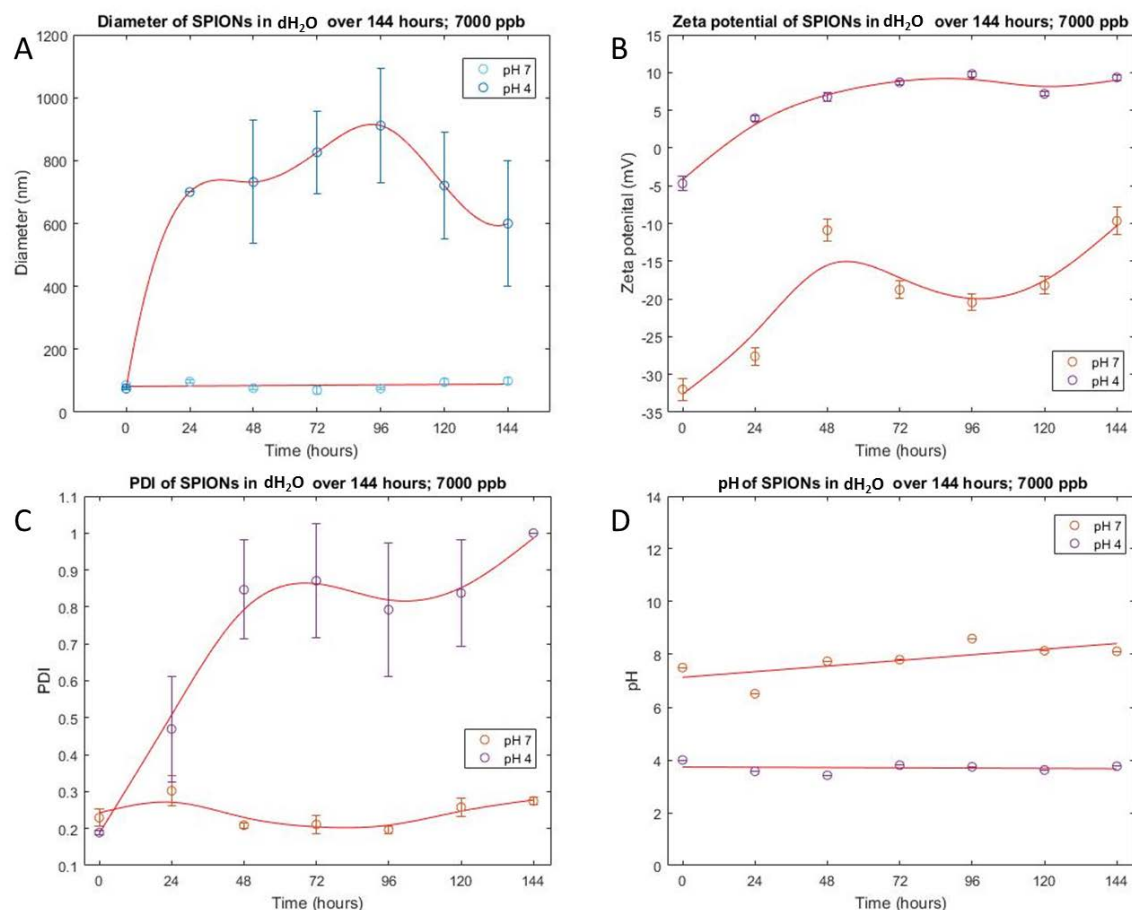 A
Diameter of SPIONs in dH₂O over 144 hours; 7000 ppb
1200
1000
800
600
400
200
0
Diameter (nm)
pH 7
pH 4
0 24 48 72 96 120 144
Time (hours)
B
Zeta potential of SPIONs in dH₂O over 144 hours; 7000 ppb
15
10
5
0
-5
-10
-15
-20
-25
-30
-35
Zeta potenital (mV)
pH 7
pH 4
0 24 48 72 96 120 144
Time (hours)
C
PDI of SPIONs in dH₂O over 144 hours; 7000 ppb
1.1
1
0.9
0.8
0.7
0.6
0.5
0.4
0.3
0.2
0.1
PDI
pH 7
pH 4
0 24 48 72 96 120 144
Time (hours)
D
pH of SPIONs in dH₂O over 144 hours; 7000 ppb
14
12
10
8
6
4
2
0
pH
pH 7
pH 4
0 24 48 72 96 120 144
Time (hours)